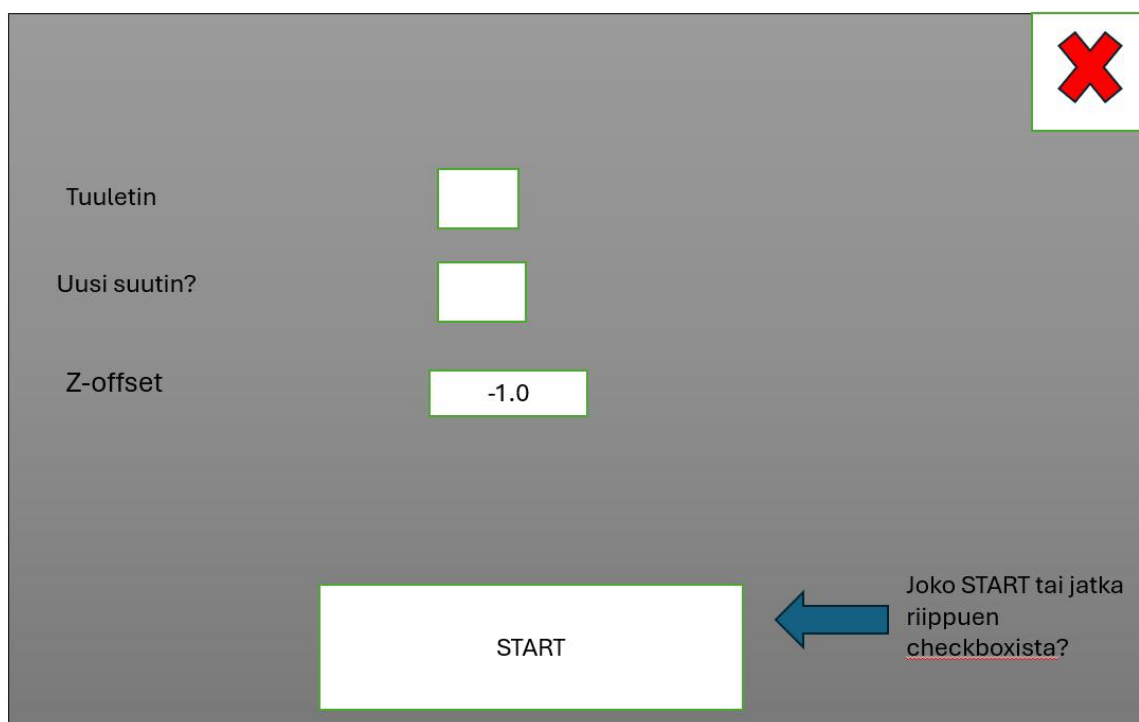 Tuuletin
Uusi suutin?
Z-offset
-1.0
START
Joko START tai jatka
riippuen
checkboxista?